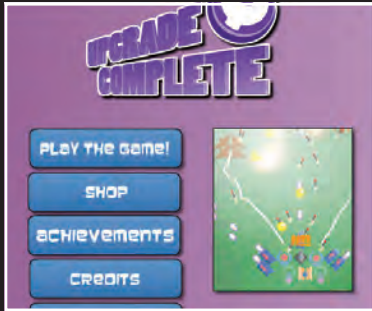 UPGRADE
COMPLETE
PLAY THE GAME!
SHOP
ACHIEVEMENTS
CREDITS